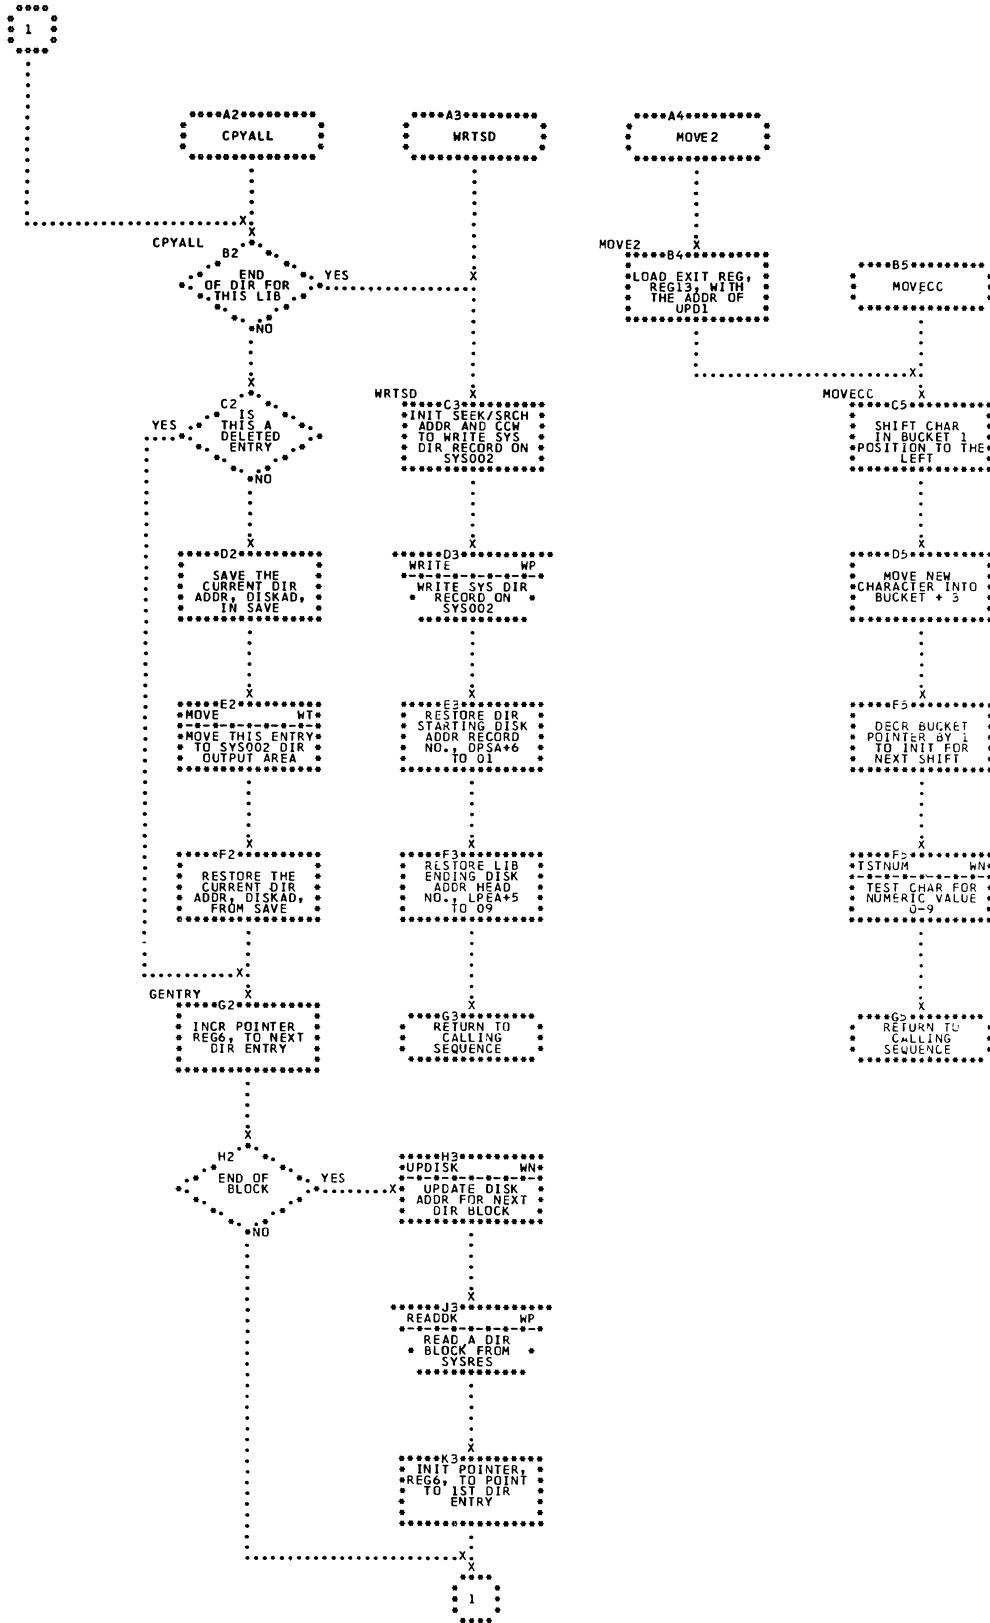 1
A2
CPYALL
A3
WRTSD
A4
MOVE2
CPYALL
B2
END
OF DIR FOR
THIS LIB
YES
NO
MOVE2
B4
LOAD EXIT REG,
REG13, WITH
THE ADDR OF
UPD1
B5
MOVECC
C2
IS
THIS A
DELETED
ENTRY
YES
NO
WRTSD
C3
INIT SEEK/SRCH
ADDR AND CCW
TO WRITE SYS
DIR RECORD ON
SYS002
MOVECC
C5
SHIFT CHAR
IN BUCKET 1
POSITION TO THE
LEFT
D2
SAVE THE
CURRENT DIR
ADDR, DISKAD,
IN SAVE
D3
WRITE WP
WRITE SYS DIR
RECORD ON
SYS002
D5
MOVE NEW
CHARACTER INTO
BUCKET + 3
E2
MOVE WT
MOVE THIS ENTRY
TO SYS002 DIR
OUTPUT AREA
E3
RESTORE DIR
STARTING DISK
ADDR RECORD
NO., DPSA+6
TO 01
E5
DECR BUCKET
POINTER BY 1
TO INIT FOR
NEXT SHIFT
F2
RESTORE THE
CURRENT DIR
ADDR, DISKAD,
FROM SAVE
F3
RESTORE LIB
ENDING DISK
ADDR HEAD
NO., LPEA+5
TO 09
F5
TSTNUM WN
TEST CHAR FOR
NUMERIC VALUE
0-9
GENTRY
G2
INCR POINTER
REG6, TO NEXT
DIR ENTRY
G3
RETURN TO
CALLING
SEQUENCE
G5
RETURN TO
CALLING
SEQUENCE
H2
END OF
BLOCK
YES
NO
H3
UPDISK WN
UPDATE DISK
ADDR FOR NEXT
DIR BLOCK
J3
READDK WP
READ A DIR
BLOCK FROM
SYSRES
K3
INIT POINTER,
REG6, TO POINT
TO 1ST DIR
ENTRY
1